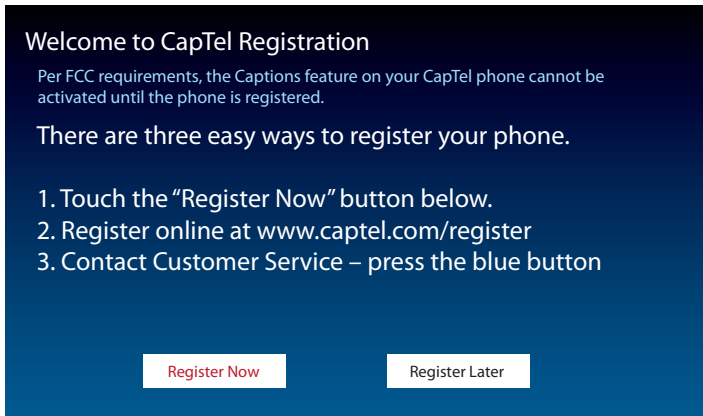 Welcome to CapTel Registration
Per FCC requirements, the Captions feature on your CapTel phone cannot be
activated until the phone is registered.
There are three easy ways to register your phone.
1. Touch the “Register Now” button below.
2. Register online at www.captel.com/register
3. Contact Customer Service – press the blue button
Register Now
Register Later